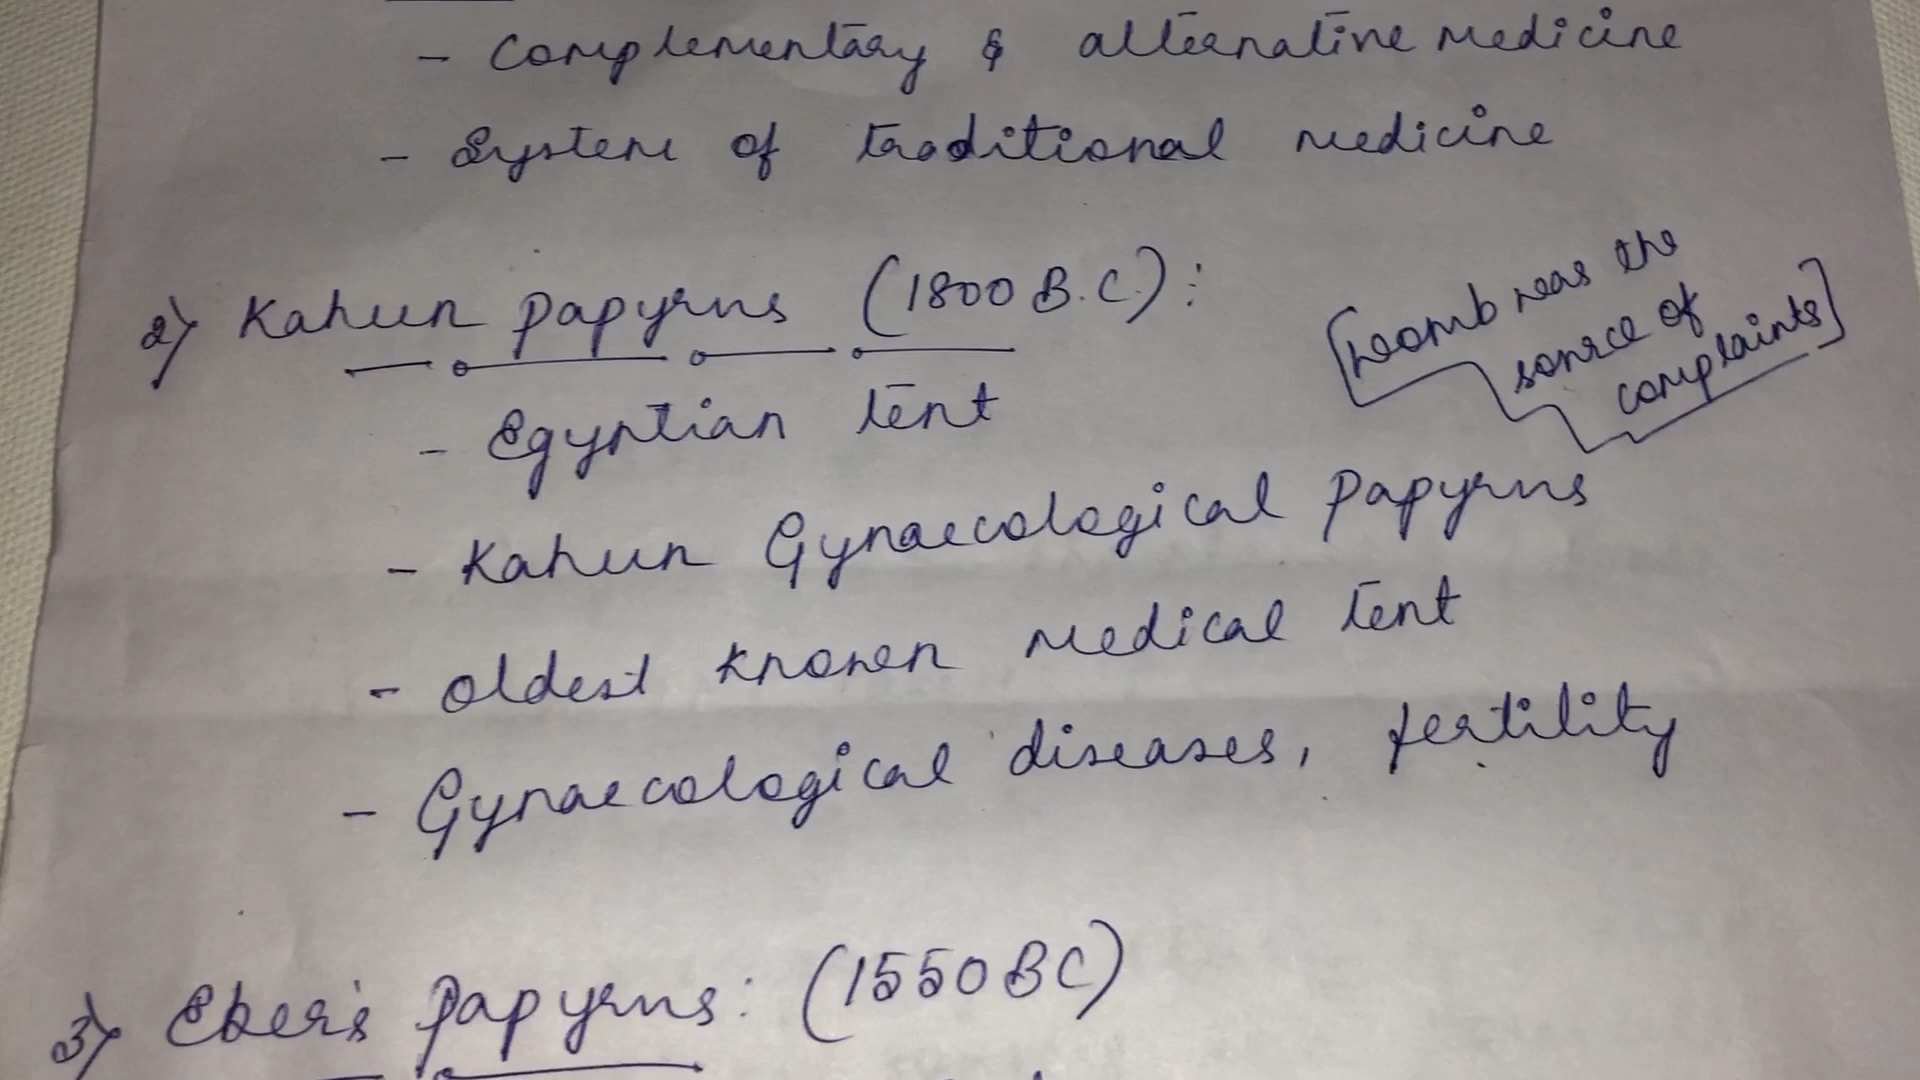 - Complementary & alternative medicine
- System of traditional medicine
2) Kahun papyrus (1800 B.C.):
[womb was the
source of
complaints]
- Egyptian text
- Kahun Gynaecological Papyrus
- Oldest known medical text
- Gynaecological diseases, fertility
3) Eber's Papyrus: (1550 BC)